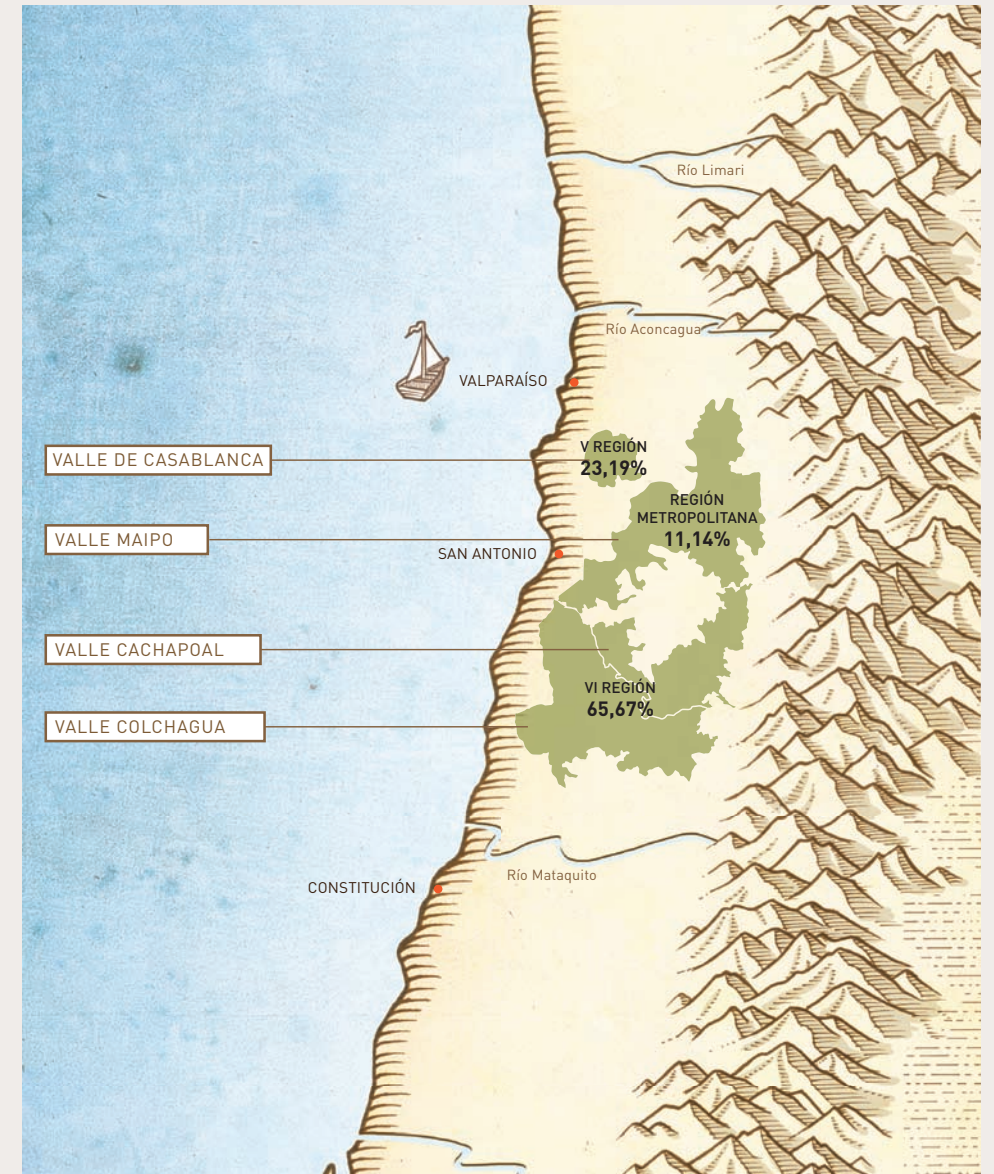 Río Limari
Río Aconcagua
VALPARAÍSO
V REGIÓN
23,19%
VALLE DE CASABLANCA
REGIÓN
METROPOLITANA
11,14%
VALLE MAIPO
SAN ANTONIO
VALLE CACHAPOAL
VI REGIÓN
65,67%
VALLE COLCHAGUA
Río Mataquito
CONSTITUCIÓN